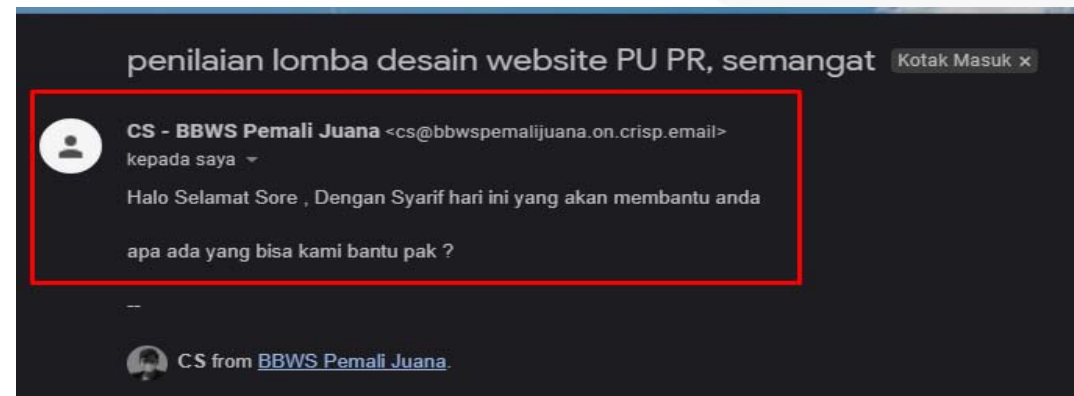 penilaian lomba desain website PU PR, semangat Kotak Masuk x
CS - BBWS Pemali Juana <cs@bbwspemalijuana.on.crisp.email>
kepada saya
Halo Selamat Sore , Dengan Syarif hari ini yang akan membantu anda
apa ada yang bisa kami bantu pak ?
--
CS from BBWS Pemali Juana.